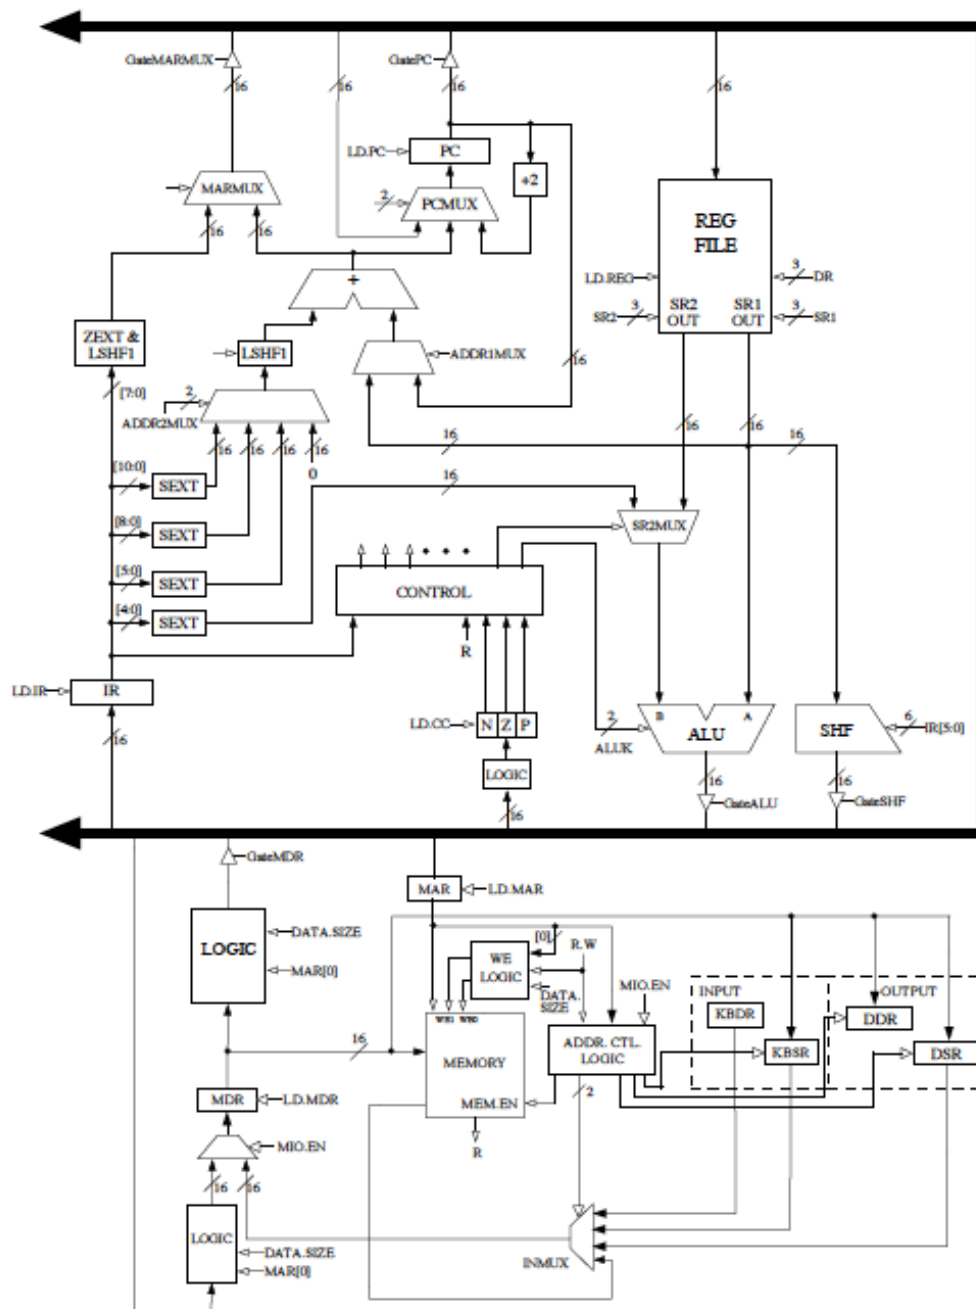 GateMARMUX
GatePC
16
16
16
16
LD.PC
PC
+2
MARMUX
2
PCMUX
16
16
REG
FILE
LD.REG
3
DR
SR2
3
SR2
OUT
SR1
OUT
3
SR1
+
ZEXT &
LSHF1
LSHF1
ADDR1MUX
16
[7:0]
2
ADDR2MUX
16
16
16
16
0
16
16
16
16
[10:0]
SEXT
16
[8:0]
SEXT
SR2MUX
[5:0]
SEXT
CONTROL
[4:0]
SEXT
R
LD.IR
IR
16
LD.CC
N
Z
P
LOGIC
16
2
ALUK
B
A
ALU
SHF
6
IR[5:0]
16
GateALU
16
GateSHF
GateMDR
MAR
LD.MAR
LOGIC
DATA.SIZE
MAR[0]
[0]
R.W
WE
LOGIC
DATA.
SIZE
MIO.EN
INPUT
OUTPUT
KBDR
DDR
WE1
WE0
16
MEMORY
ADDR. CTL.
LOGIC
KBSR
DSR
MEM.EN
2
MDR
LD.MDR
R
MIO.EN
16
16
LOGIC
DATA.SIZE
MAR[0]
INMUX